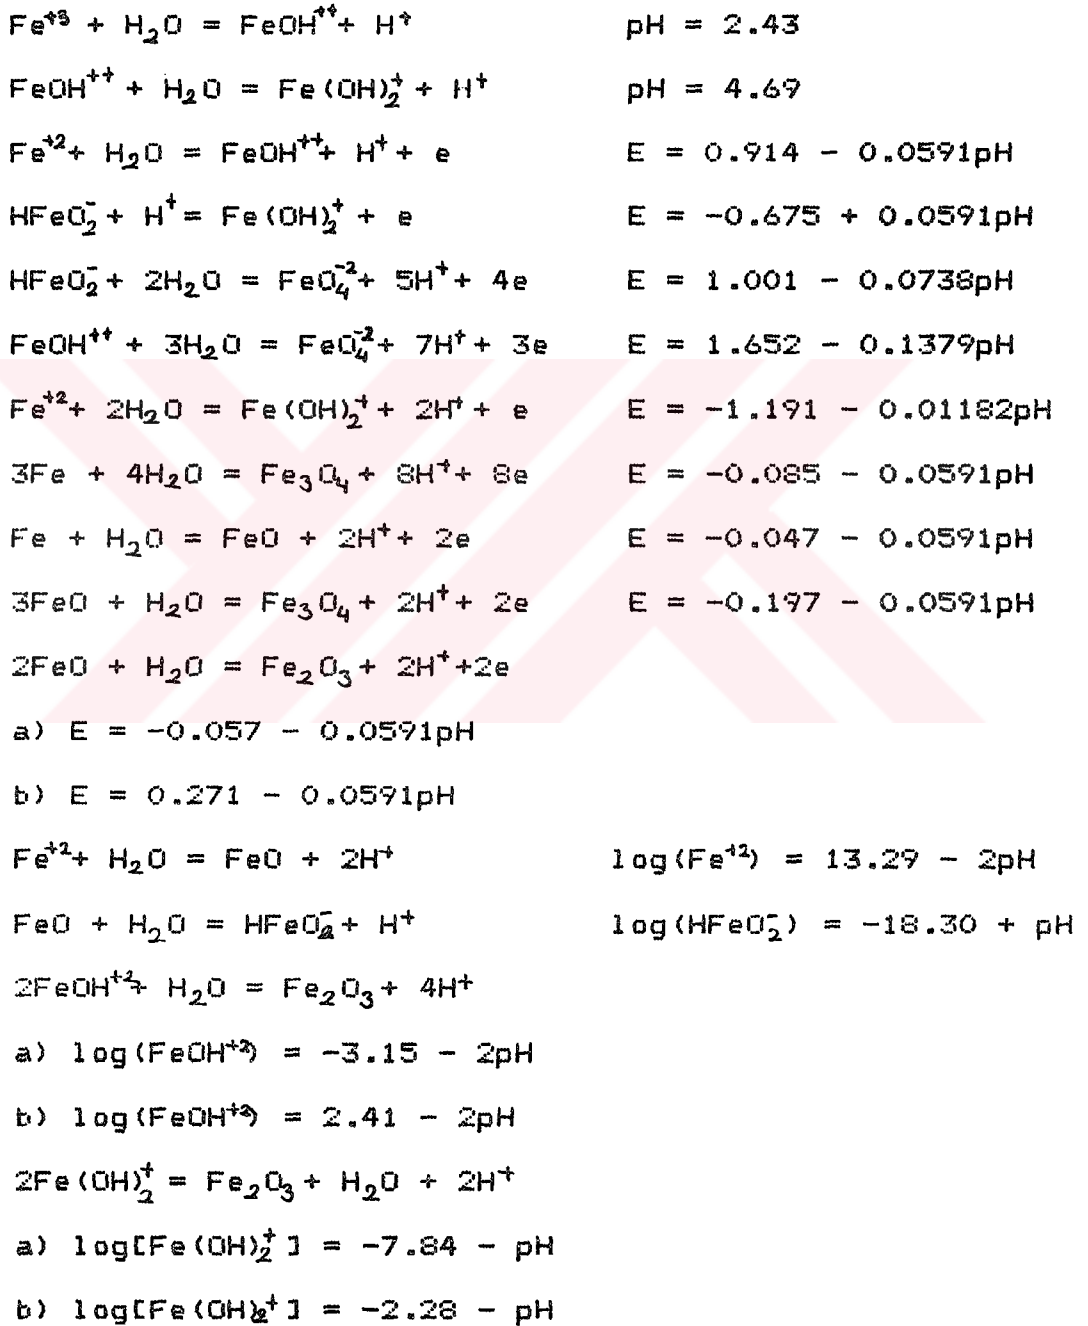 Fe⁺³ + H₂O = FeOH⁺⁺ + H⁺ pH = 2.43
FeOH⁺⁺ + H₂O = Fe(OH)₂⁺ + H⁺ pH = 4.69
Fe⁺² + H₂O = FeOH⁺⁺ + H⁺ + e E = 0.914 - 0.0591pH
HFeO₂⁻ + H⁺ = Fe(OH)₂⁺ + e E = -0.675 + 0.0591pH
HFeO₂⁻ + 2H₂O = FeO₄⁻² + 5H⁺ + 4e E = 1.001 - 0.0738pH
FeOH⁺⁺ + 3H₂O = FeO₄⁻² + 7H⁺ + 3e E = 1.652 - 0.1379pH
Fe⁺² + 2H₂O = Fe(OH)₂⁺ + 2H⁺ + e E = -1.191 - 0.01182pH
3Fe + 4H₂O = Fe₃O₄ + 8H⁺ + 8e E = -0.085 - 0.0591pH
Fe + H₂O = FeO + 2H⁺ + 2e E = -0.047 - 0.0591pH
3FeO + H₂O = Fe₃O₄ + 2H⁺ + 2e E = -0.197 - 0.0591pH
2FeO + H₂O = Fe₂O₃ + 2H⁺ +2e
a) E = -0.057 - 0.0591pH
b) E = 0.271 - 0.0591pH
Fe⁺² + H₂O = FeO + 2H⁺ log(Fe⁺²) = 13.29 - 2pH
FeO + H₂O = HFeO₂⁻ + H⁺ log(HFeO₂⁻) = -18.30 + pH
2FeOH⁺² + H₂O = Fe₂O₃ + 4H⁺
a) log(FeOH⁺²) = -3.15 - 2pH
b) log(FeOH⁺²) = 2.41 - 2pH
2Fe(OH)₂⁺ = Fe₂O₃ + H₂O + 2H⁺
a) log[Fe(OH)₂⁺] = -7.84 - pH
b) log[Fe(OH)₂⁺] = -2.28 - pH